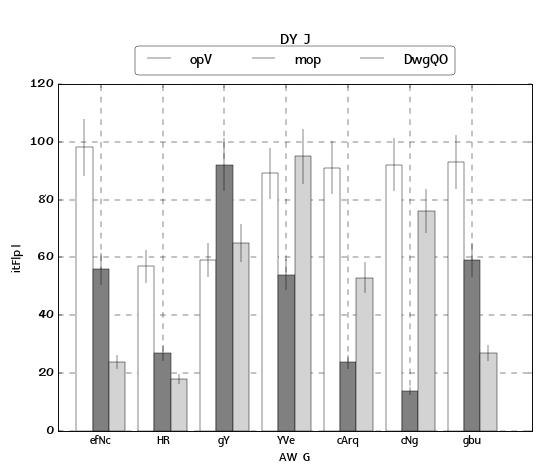 DY J
opV mop DwgQO
120
100
80
60
40
20
0
itFlpl
efNc HR gY YVe cArq cNg gbu
AW G